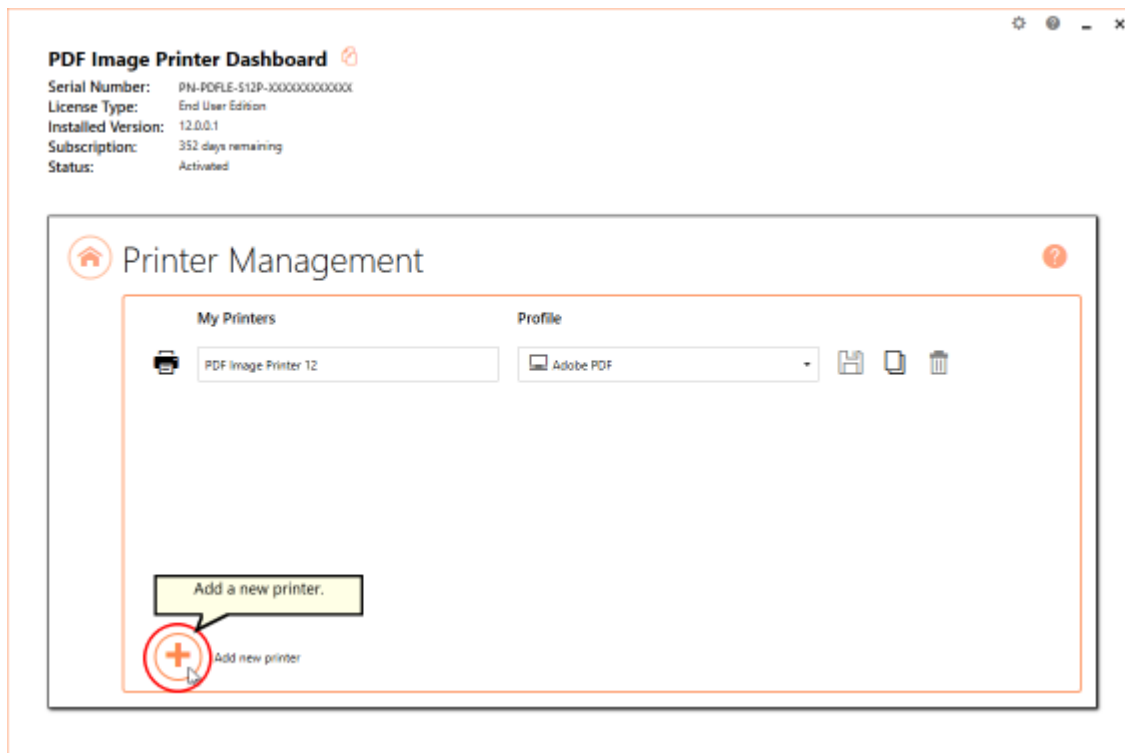 PDF Image Printer Dashboard
Serial Number: PN-PDFLE-S12P-XXXXXXXXXXXX
License Type: End User Edition
Installed Version: 12.0.0.1
Subscription: 352 days remaining
Status: Activated
Printer Management
My Printers Profile
PDF Image Printer 12 Adobe PDF
Add a new printer.
Add new printer